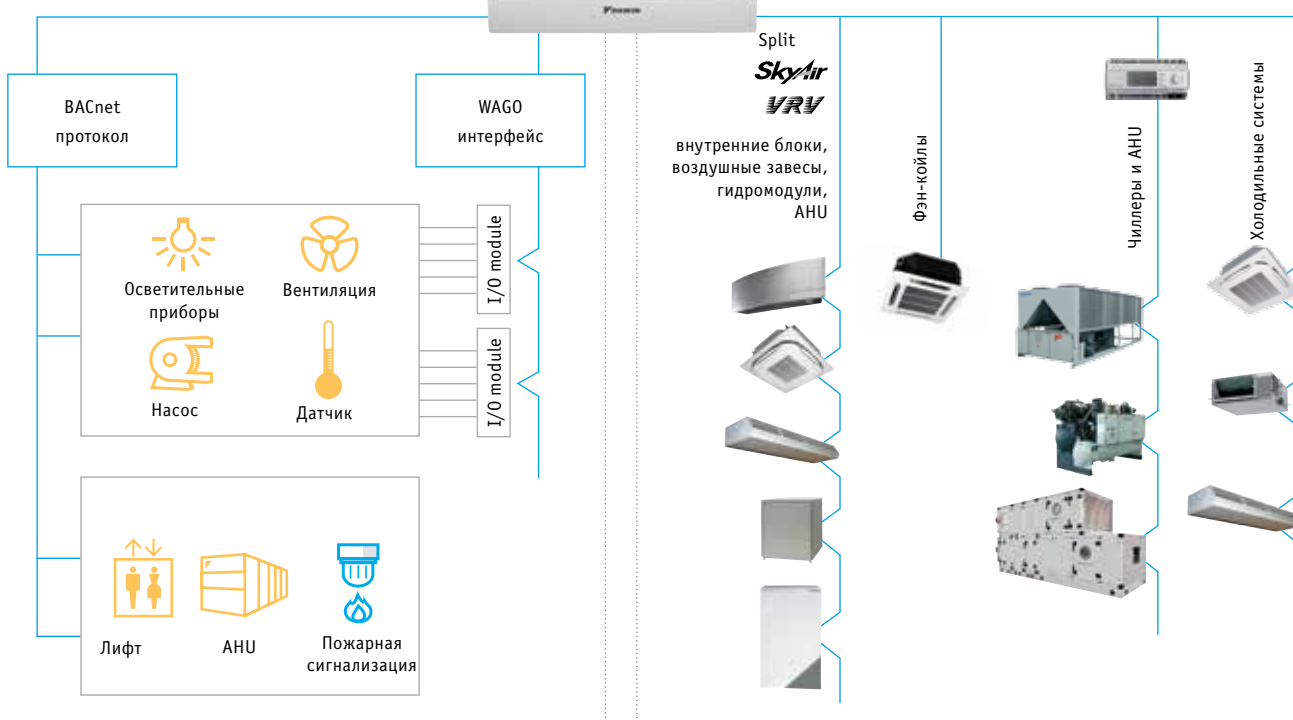 DAIKIN
BACnet
протокол
WAGO
интерфейс
Осветительные
приборы
Вентиляция
Насос
Датчик
I/O module
I/O module
Лифт
AHU
Пожарная
сигнализация
Split
SkyAir
VRV
внутренние блоки,
воздушные завесы,
гидромодули,
AHU
фэн-койлы
Чиллеры и AHU
Холодильные системы